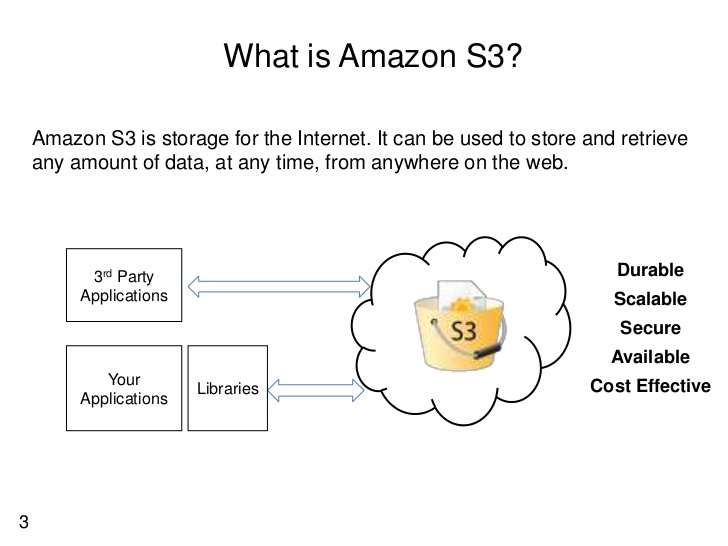 What is Amazon S3?
Amazon S3 is storage for the Internet. It can be used to store and retrieve
any amount of data, at any time, from anywhere on the web.
3rd Party
Applications
Your
Applications
Libraries
S3
Durable
Scalable
Secure
Available
Cost Effective
3